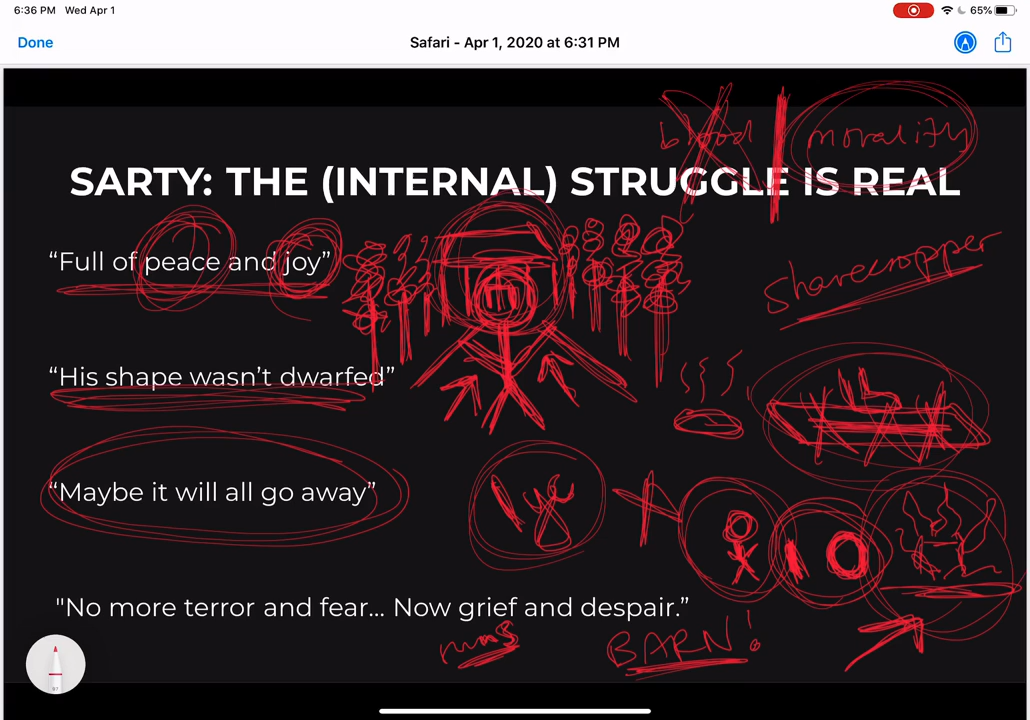 6:36 PM Wed Apr 1 65%
Done Safari - Apr 1, 2020 at 6:31 PM
blood morality
SARTY: THE (INTERNAL) STRUGGLE IS REAL
“Full of peace and joy”
sharecropper
“His shape wasn’t dwarfed”
“Maybe it will all go away”
"No more terror and fear... Now grief and despair.”
BARN!
97